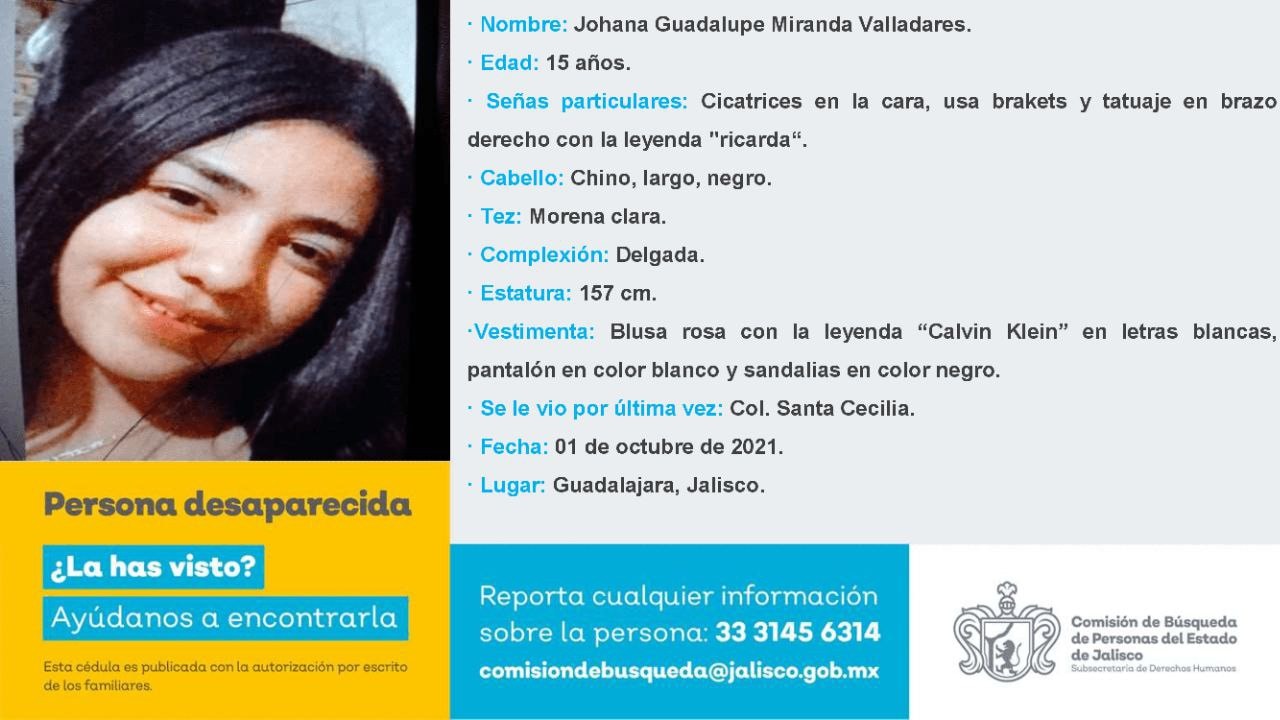 · Nombre: Johana Guadalupe Miranda Valladares.
· Edad: 15 años.
· Señas particulares: Cicatrices en la cara, usa brakets y tatuaje en brazo
derecho con la leyenda "ricarda“.
· Cabello: Chino, largo, negro.
· Tez: Morena clara.
· Complexión: Delgada.
· Estatura: 157 cm.
·Vestimenta: Blusa rosa con la leyenda “Calvin Klein” en letras blancas,
pantalón en color blanco y sandalias en color negro.
· Se le vio por última vez: Col. Santa Cecilia.
· Fecha: 01 de octubre de 2021.
· Lugar: Guadalajara, Jalisco.
Persona desaparecida
¿La has visto?
Ayúdanos a encontrarla
Esta cédula es publicada con la autorización por escrito
de los familiares.
Reporta cualquier información
sobre la persona: 33 3145 6314
comisiondebusqueda@jalisco.gob.mx
Comisión de Búsqueda
de Personas del Estado
de Jalisco
Subsecretaría de Derechos Humanos